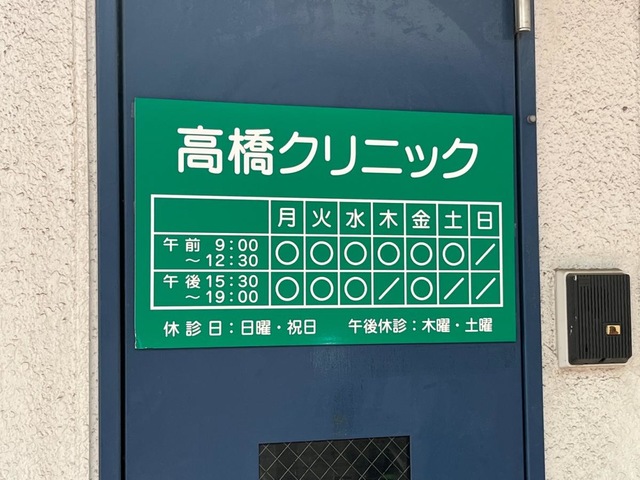 高橋クリニック
月 火 水 木 金 土 日
午前 9：00
～12：30 ○ ○ ○ ○ ○ ○ ／
午後 15：30
～19：00 ○ ○ ○ ／ ○ ／ ／
休診日：日曜・祝日 午後休診：木曜・土曜